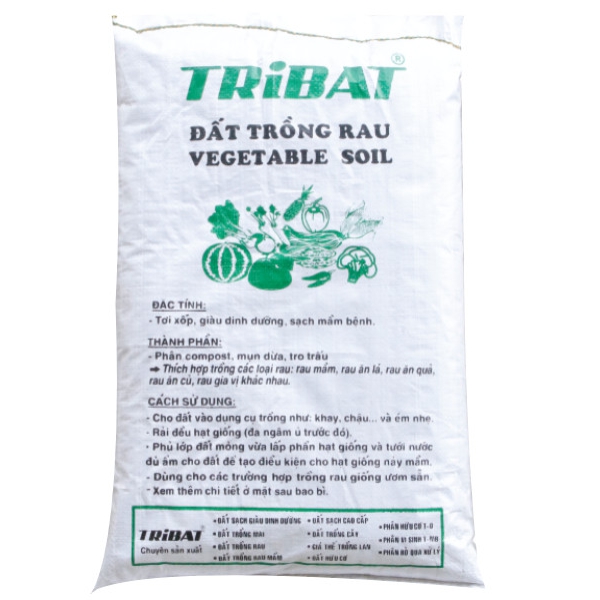 TRiBAT®
ĐẤT TRỒNG RAU
VEGETABLE SOIL
ĐẶC TÍNH:
- Tơi xốp, giàu dinh dưỡng, sạch mầm bệnh.
THÀNH PHẦN:
- Phân compost, mụn dừa, tro trấu
➡ Thích hợp trồng các loại rau: rau mầm, rau ăn lá, rau ăn quả,
rau ăn củ, rau gia vị khác nhau.
CÁCH SỬ DỤNG:
- Cho đất vào dụng cụ trồng như: khay, chậu... và ém nhẹ.
- Rải đều hạt giống (đã ngâm ủ trước đó).
- Phủ lớp đất mỏng vừa lấp phần hạt giống và tưới nước
đủ ẩm cho đất để tạo điều kiện cho hạt giống nảy mầm.
- Dùng cho các trường hợp trồng rau giống ươm sẵn.
- Xem thêm chi tiết ở mặt sau bao bì.
TRiBAT®
Chuyên sản xuất
• ĐẤT SẠCH GIÀU DINH DƯỠNG
• ĐẤT TRỒNG MAI
• ĐẤT TRỒNG RAU
• ĐẤT TRỒNG RAU MẦM
• ĐẤT SẠCH CAO CẤP
• ĐẤT TRỒNG CÂY
• GIÁ THỂ TRỒNG LAN
• ĐẤT HỮU CƠ
• PHÂN HỮU CƠ T-O
• PHÂN VI SINH T-MB
• PHÂN BÒ QUA XỬ LÝ